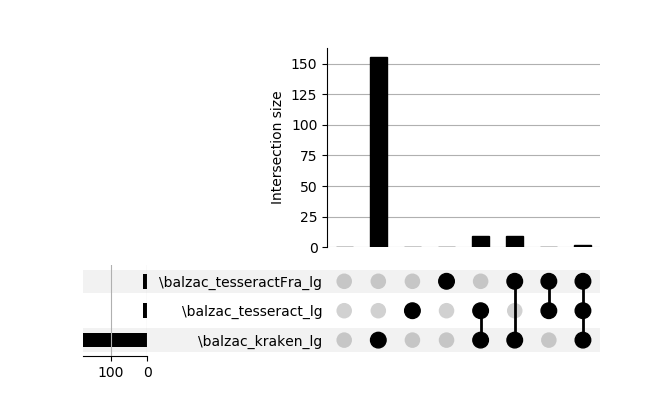 150
125
100
75
50
25
0
Intersection size
\balzac_tesseractFra_lg
\balzac_tesseract_lg
\balzac_kraken_lg
100 0